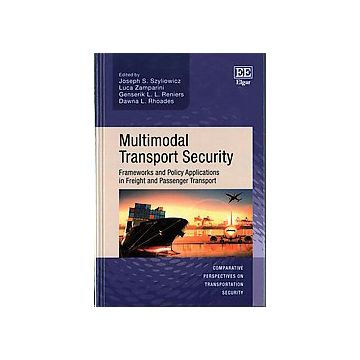 Edited by
Joseph S. Szyliowicz
Luca Zamparini
Genserik L. L. Reniers
Dawna L. Rhoades
EE
Elgar
Multimodal
Transport Security
Frameworks and Policy Applications
in Freight and Passenger Transport
COMPARATIVE
PERSPECTIVES ON
TRANSPORTATION
SECURITY